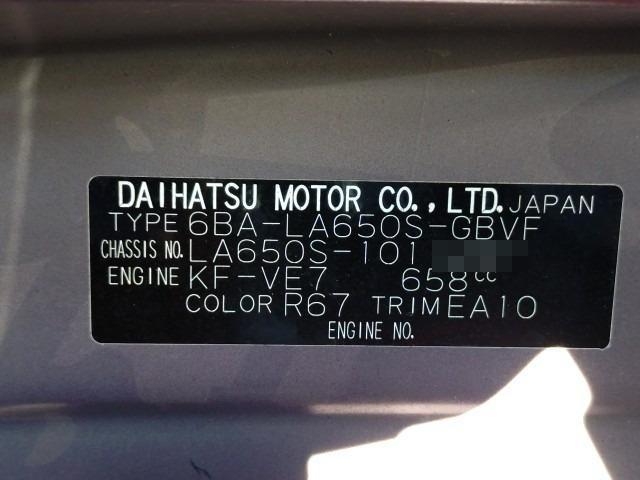 DAIHATSU MOTOR CO., LTD. JAPAN
TYPE 6BA-LA650S-GBVF
CHASSIS NO. LA650S-101
ENGINE KF-VE7 658cc
COLOR R67 TRIM EA10
ENGINE NO.